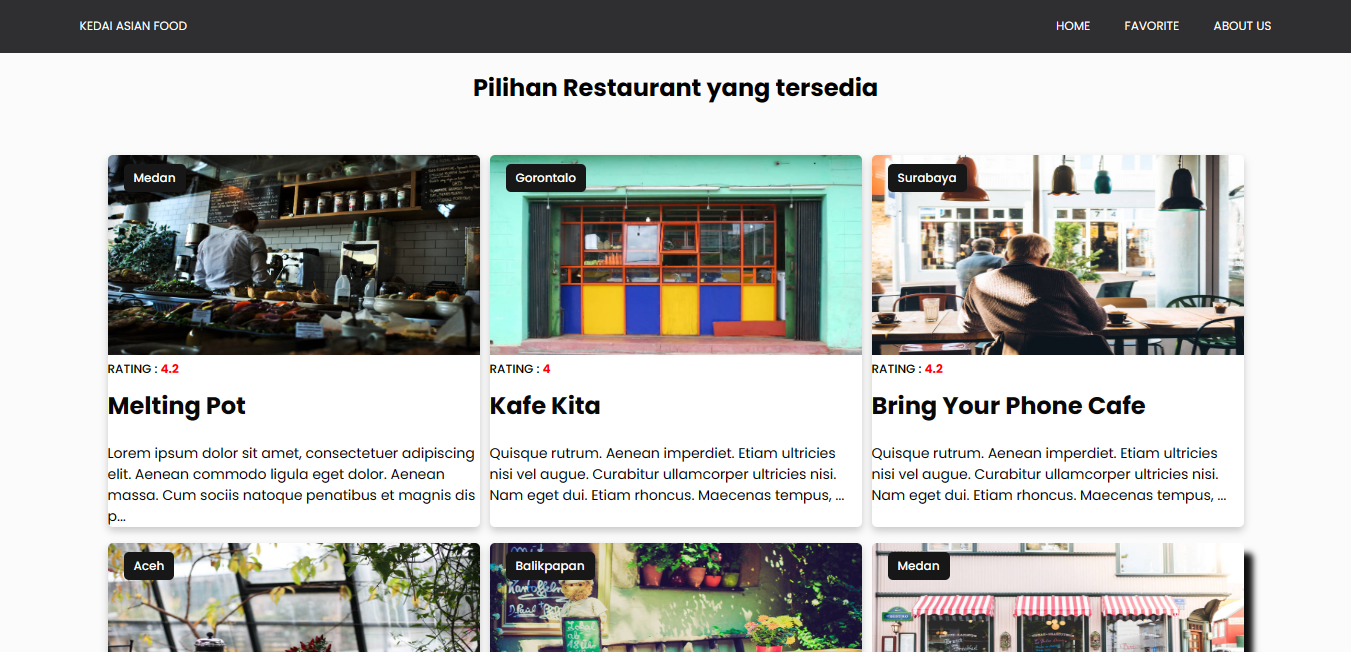 KEDAI ASIAN FOOD
HOME
FAVORITE
ABOUT US
Pilihan Restaurant yang tersedia
Medan
RATING : 4.2
Melting Pot
Lorem ipsum dolor sit amet, consectetuer adipiscing
elit. Aenean commodo ligula eget dolor. Aenean
massa. Cum sociis natoque penatibus et magnis dis
p...
Gorontalo
RATING : 4
Kafe Kita
Quisque rutrum. Aenean imperdiet. Etiam ultricies
nisi vel augue. Curabitur ullamcorper ultricies nisi.
Nam eget dui. Etiam rhoncus. Maecenas tempus, ...
Surabaya
RATING : 4.2
Bring Your Phone Cafe
Quisque rutrum. Aenean imperdiet. Etiam ultricies
nisi vel augue. Curabitur ullamcorper ultricies nisi.
Nam eget dui. Etiam rhoncus. Maecenas tempus, ...
Aceh
Balikpapan
Kartoffeln
Medan